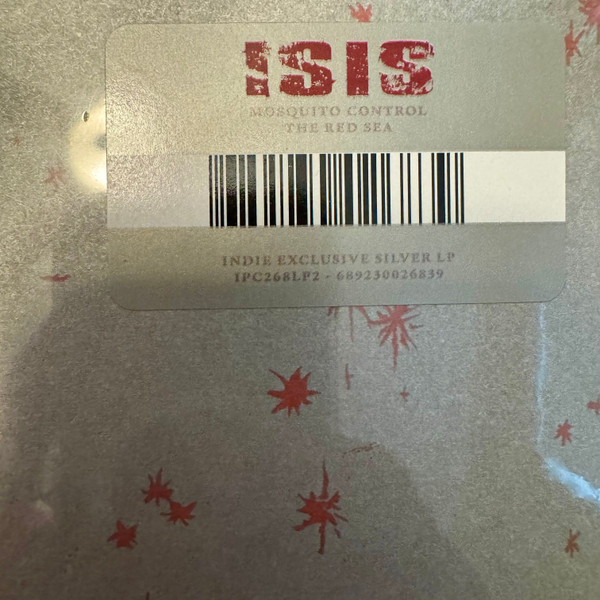 ISIS
MOSQUITO CONTROL
THE RED SEA
INDIE EXCLUSIVE SILVER LP
IPC268LP2 - 689230026839